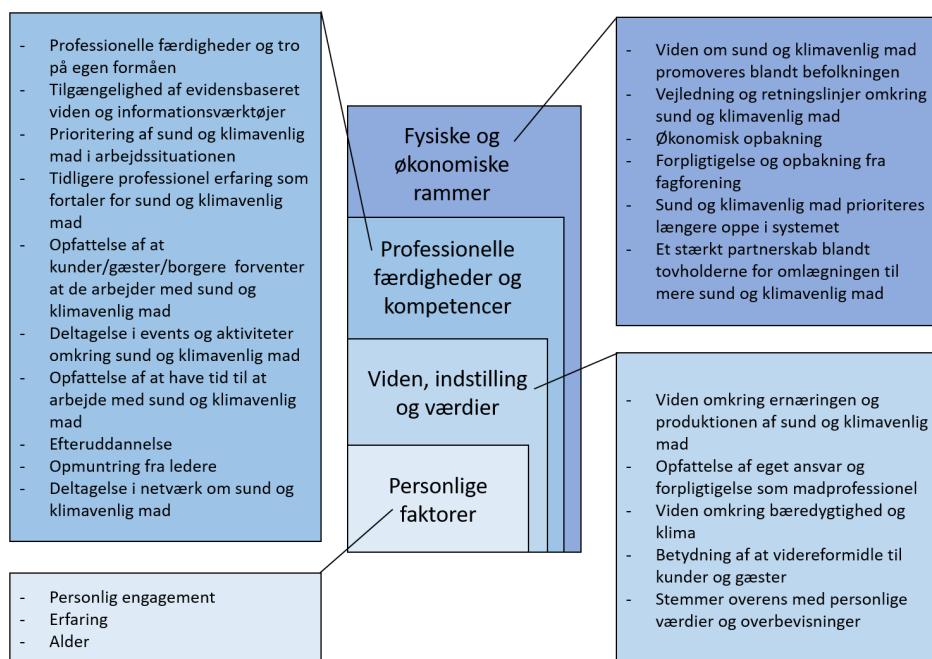 - Professionelle færdigheder og tro
på egen formåen
- Tilgængelighed af evidensbaseret
viden og informationsværktøjer
- Prioritering af sund og klimavenlig
mad i arbejdssituationen
- Tidligere professionel erfaring som
fortaler for sund og klimavenlig
mad
- Opfattelse af at
kunder/gæster/borgere forventer
at de arbejder med sund og
klimavenlig mad
- Deltagelse i events og aktiviteter
omkring sund og klimavenlig mad
- Opfattelse af at have tid til at
arbejde med sund og klimavenlig
mad
- Efteruddannelse
- Opmuntring fra ledere
- Deltagelse i netværk om sund og
klimavenlig mad
- Personlig engagement
- Erfaring
- Alder
Fysiske og
økonomiske
rammer
Professionelle
færdigheder og
kompetencer
Viden, indstilling
og værdier
Personlige
faktorer
- Viden om sund og klimavenlig mad
promoveres blandt befolkningen
- Vejledning og retningslinjer omkring
sund og klimavenlig mad
- Økonomisk opbakning
- Forpligtigelse og opbakning fra
fagforening
- Sund og klimavenlig mad prioriteres
længere oppe i systemet
- Et stærkt partnerskab blandt
tovholderne for omlægningen til
mere sund og klimavenlig mad
- Viden omkring ernæringen og
produktionen af sund og klimavenlig
mad
- Opfattelse af eget ansvar og
forpligtigelse som madprofessionel
- Viden omkring bæredygtighed og
klima
- Betydning af at videreformidle til
kunder og gæster
- Stemmer overens med personlige
værdier og overbevisninger